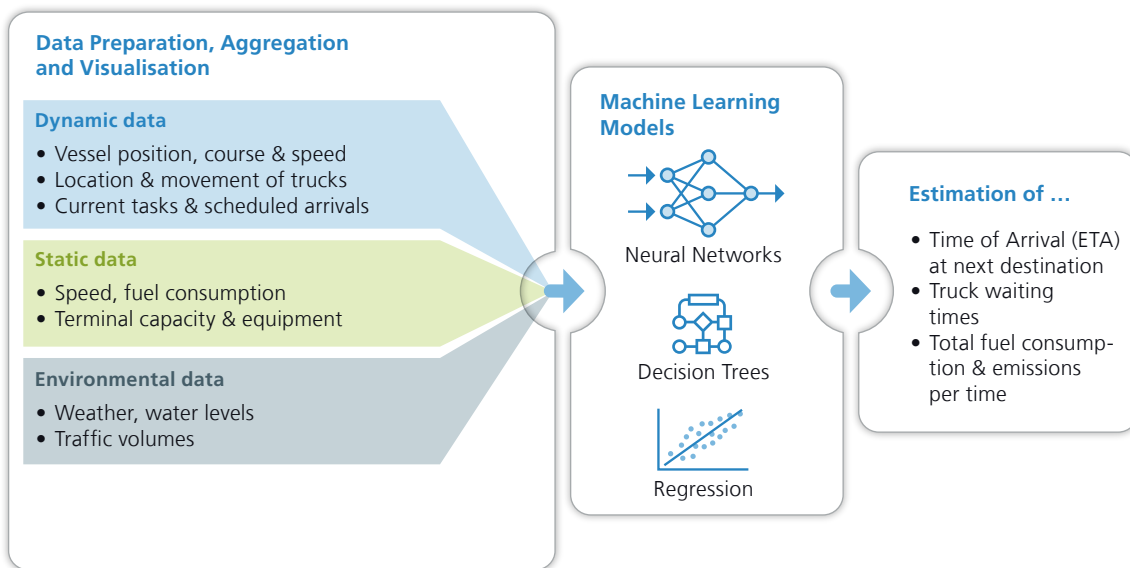 Data Preparation, Aggregation
and Visualisation
Dynamic data
• Vessel position, course & speed
• Location & movement of trucks
• Current tasks & scheduled arrivals
Static data
• Speed, fuel consumption
• Terminal capacity & equipment
Environmental data
• Weather, water levels
• Traffic volumes
Machine Learning
Models
Neural Networks
Decision Trees
Regression
Estimation of ...
• Time of Arrival (ETA)
at next destination
• Truck waiting
times
• Total fuel consump-
tion & emissions
per time